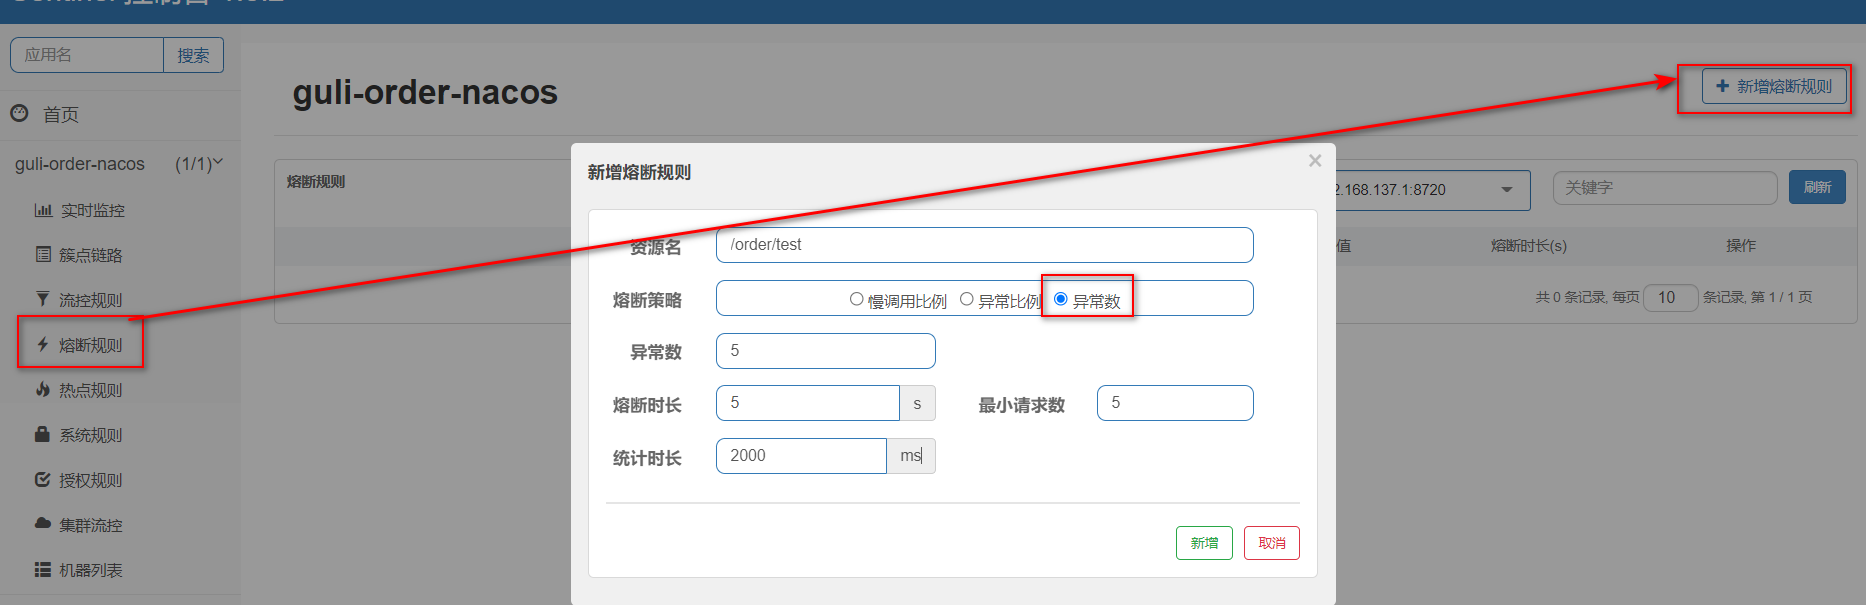 应用名
搜索
首页
guli-order-nacos (1/1)
实时监控
簇点链路
流控规则
熔断规则
热点规则
系统规则
授权规则
集群流控
机器列表
guli-order-nacos
新增熔断规则
熔断规则
2.168.137.1:8720
关键字
刷新
值 熔断时长(s) 操作
共 0 条记录, 每页 10 条记录, 第 1 / 1 页
新增熔断规则
×
资源名 /order/test
熔断策略 慢调用比例 异常比例 异常数
异常数 5
熔断时长 5 s 最小请求数 5
统计时长 2000 ms
新增 取消